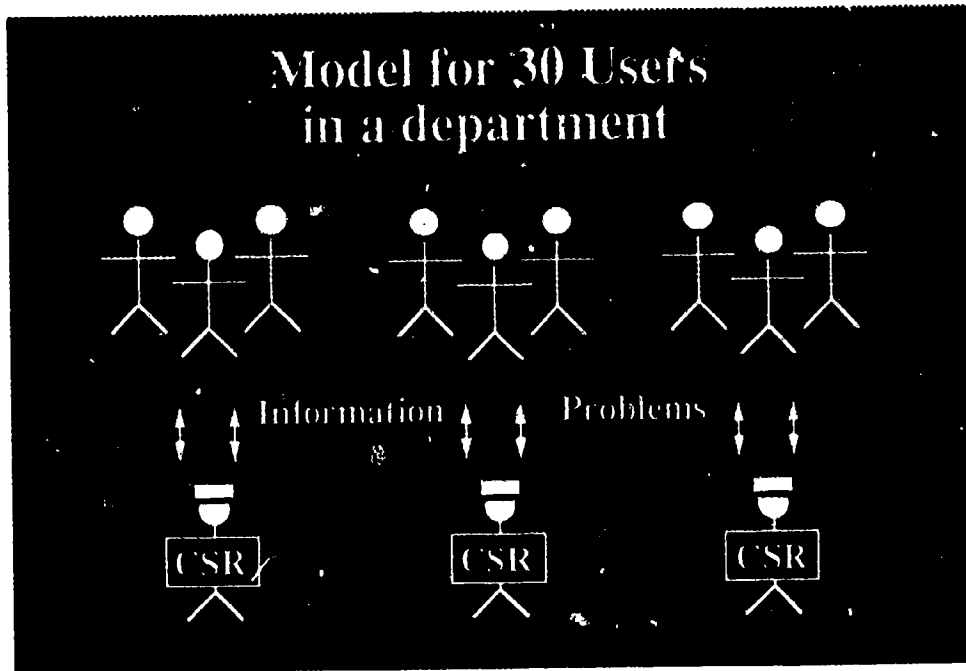 Model for 30 Users
in a department
Information
Problems
CSR
CSR
CSR